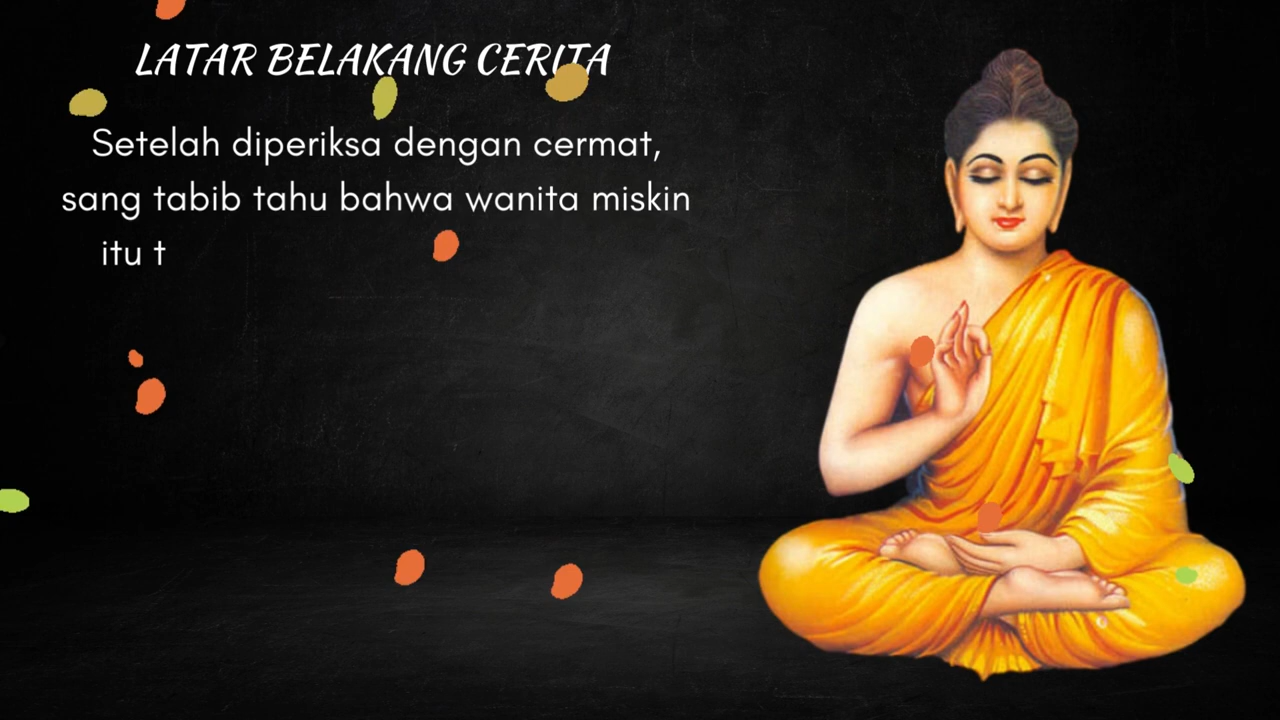 LATAR BELAKANG CERITA
Setelah diperiksa dengan cermat,
sang tabib tahu bahwa wanita miskin
itu t